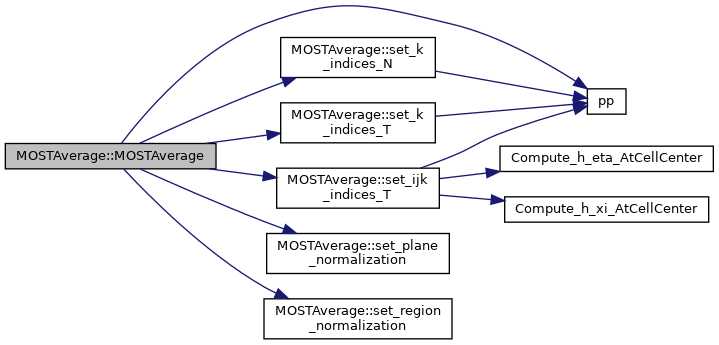 MOSTAverage::MOSTAverage
MOSTAverage::set_k
_indices_N
MOSTAverage::set_k
_indices_T
MOSTAverage::set_ijk
_indices_T
MOSTAverage::set_plane
_normalization
MOSTAverage::set_region
_normalization
pp
Compute_h_eta_AtCellCenter
Compute_h_xi_AtCellCenter